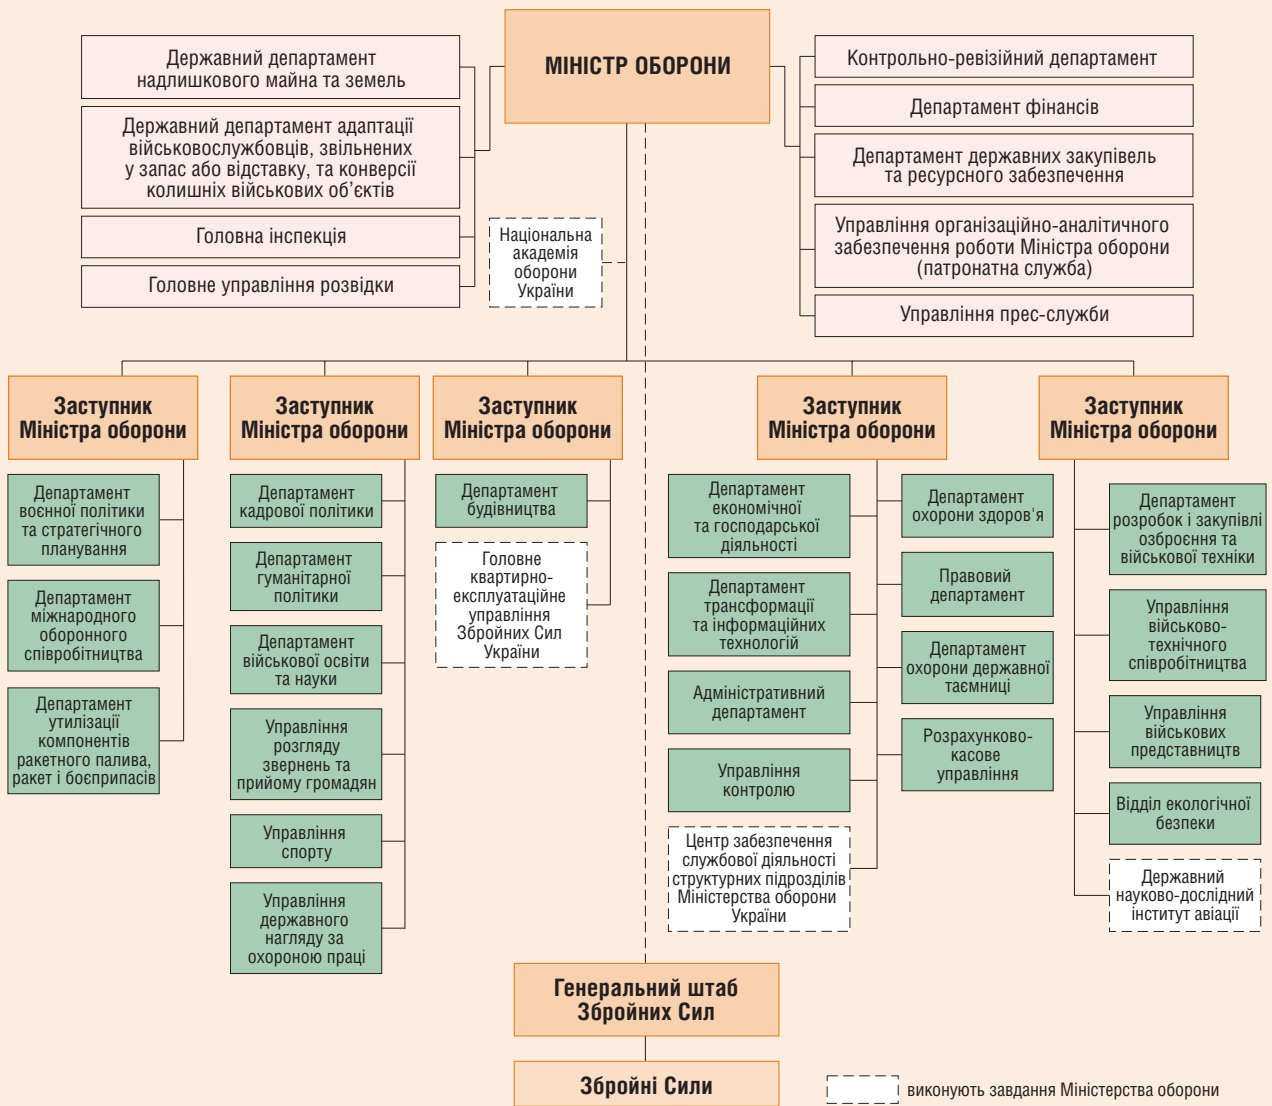 МІНІСТР ОБОРОНИ
Державний департамент
надлишкового майна та земель
Державний департамент адаптації
військовослужбовців, звільнених
у запас або відставку, та конверсії
колишніх військових об’єктів
Головна інспекція
Головне управління розвідки
Національна
академія
оборони
України
Контрольно-ревізійний департамент
Департамент фінансів
Департамент державних закупівель
та ресурсного забезпечення
Управління організаційно-аналітичного
забезпечення роботи Міністра оборони
(патронатна служба)
Управління прес-служби
Заступник
Міністра оборони
Департамент
воєнної політики
та стратегічного
планування
Департамент
міжнародного
оборонного
співробітництва
Департамент
утилізації
компонентів
ракетного палива,
ракет і боєприпасів
Заступник
Міністра оборони
Департамент
кадрової політики
Департамент
гуманітарної
політики
Департамент
військової освіти
та науки
Управління
розгляду
звернень та
прийому громадян
Управління
спорту
Управління
державного
нагляду за
охороною праці
Заступник
Міністра оборони
Департамент
будівництва
Головне
квартирно-
експлуатаційне
управління
Збройних Сил
України
Заступник
Міністра оборони
Департамент
економічної
та господарської
діяльності
Департамент
трансформації
та інформаційних
технологій
Адміністративний
департамент
Управління
контролю
Центр забезпечення
службової діяльності
структурних підрозділів
Міністерства оборони
України
Департамент
охорони здоров'я
Правовий
департамент
Департамент
охорони державної
таємниці
Розрахунково-
касове
управління
Заступник
Міністра оборони
Департамент
розробок і закупівлі
озброєння та
військової техніки
Управління
військово-
технічного
співробітництва
Управління
військових
представництв
Відділ екологічної
безпеки
Державний
науково-дослідний
інститут авіації
Генеральний штаб
Збройних Сил
Збройні Сили
виконують завдання Міністерства оборони